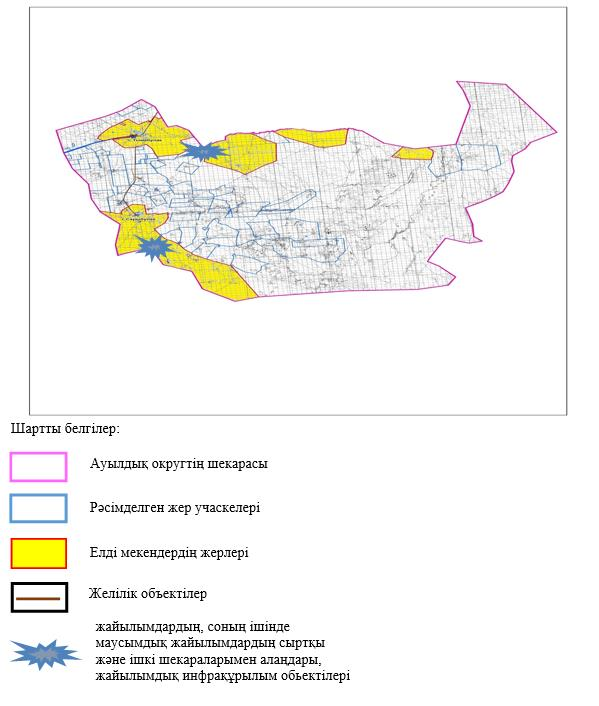 Шартты белгілер:
Ауылдық округтің шекарасы
Рәсімделген жер учаскелері
Елді мекендердің жерлері
Желілік объектілер
жайылымдардың, соның ішінде
маусымдық жайылымдардың сыртқы
және ішкі шекараларымен алаңдары,
жайылымдық инфрақұрылым объектілері